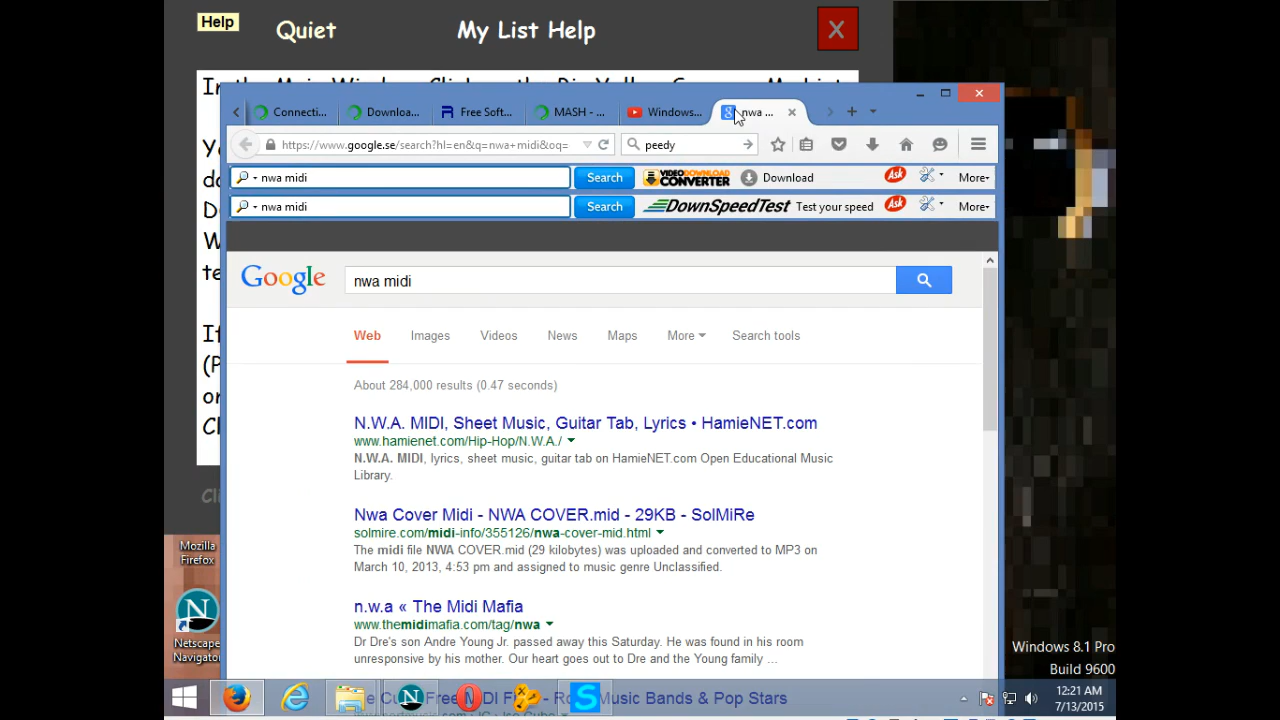 Help
Quiet
My List Help
X
Connecti...
Downloa...
Free Soft...
MASH - ...
Windows...
nwa ...
https://www.google.se/search?hl=en&q=nwa+midi&oq=
peedy
nwa midi
Search
VIDEO DOWNLOAD CONVERTER
Download
Ask
More
nwa midi
Search
DownSpeedTest
Test your speed
Ask
More
Google
nwa midi
Web
Images
Videos
News
Maps
More
Search tools
About 284,000 results (0.47 seconds)
N.W.A. MIDI, Sheet Music, Guitar Tab, Lyrics • HamieNET.com
www.hamienet.com/Hip-Hop/N.W.A./
N.W.A. MIDI, lyrics, sheet music, guitar tab on HamieNET.com Open Educational Music
Library.
Nwa Cover Midi - NWA COVER.mid - 29KB - SolMiRe
solmire.com/midi-info/355126/nwa-cover-mid.html
The midi file NWA COVER.mid (29 kilobytes) was uploaded and converted to MP3 on
March 10, 2013, 4:53 pm and assigned to music genre Unclassified.
n.w.a « The Midi Mafia
www.themidimafia.com/tag/nwa
Dr Dre's son Andre Young Jr. passed away this Saturday. He was found in his room
unresponsive by his mother. Our heart goes out to Dre and the Young family ...
Music Bands & Pop Stars
Mozilla
Firefox
Netscape
Navigator
Windows 8.1 Pro
Build 9600
12:21 AM
7/13/2015